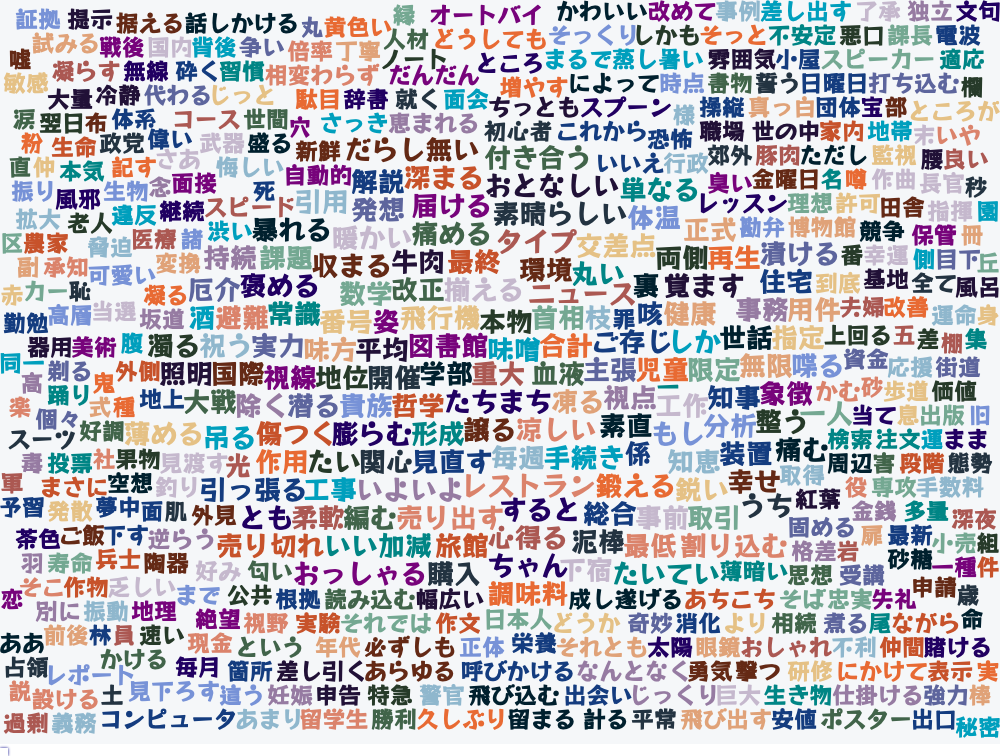 証拠 提示 据える 話しかける 丸 黄色い 縁 オートバイ かわいい 改めて 事例 差し出す 了承 独立 文句
嘘 試みる 戦後 国内 背後 争い 倍率 丁寧 人材 ノート どうしても そっくり しかも そっと 不安定 悪口 課長 電波
敏感 凝らす 無線 砕く 習慣 相変わらず だんだん ところ まるで 蒸し暑い 雰囲気 小屋 スピーカー 適応
大量 冷静 代わる じっと 駄目 辞書 就く 面会 増やす によって 時点 書物 誓う 日曜日 打ち込む 欄
涙 翌日 布 体系 コース 世間 穴 さっき 恵まれる ちっとも スプーン 様 操縦 真っ白 団体 宝 部 ところが
粉 生命 政党 偉い 武器 盛る 新鮮 だらし無い 初心者 これから 恐怖 職場 世の中 家内 地帯 末 いや
直 仲 本気 記す さあ 悔しい 自動的 解説 深まる 付き合う いいえ 行政 郊外 豚肉 ただし 監視 腰 良い
振り 風邪 生物 念 面接 死 引用 発想 届ける おとなしい 単なる 臭い 金曜日 名 噂 作曲 長官 秒
拡大 老人 違反 継続 スピード 素晴らしい 体温 レッスン 理想 許可 田舎 指揮 園
区 農家 脅迫 医療 諸 渋い 暴れる 暖かい 痛める タイプ 交差点 正式 勘弁 博物館 競争 保管 冊
副 承知 可愛い 変換 持続 課題 収まる 牛肉 最終 環境 丸い 両側 再生 漬ける 番 幸運 側 目下 丘
赤 カー 恥 凝る 厄介 褒める 数学 改正 揃える ニュース 裏 覚ます 住宅 到底 基地 全て 風呂
勤勉 高層 当選 坂道 酒 避難 常識 番号 姿 飛行機 本物 首相 枝 罪 咳 健康 事務 用件 夫婦 改善 運命 身
器用 美術 腹 濁る 祝う 実力 味方 平均 図書館 味噌 合計 ご存じ しか 世話 指定 上回る 五 差 棚 集
同一 剃る 鬼 外側 照明 国際 視線 地位 開催 学部 重大 血液 主張 児童 限定 無限 喋る 資金 応援 街道
高 踊り 式 種 地上 大戦 除く 潜る 貴族 哲学 たちまち 凍る 視点 二 工作 知事 象徴 かむ 砂 歩道 価値
楽 個々 スーツ 好調 薄める 吊る 傷つく 膨らむ 形成 譲る 涼しい 素直 もし 分析 整う 一人 当て 息 出版 旧
毒 投票 社 果物 見渡す 光 作用 たい 関心 見直す 毎週 手続き 係 知恵 装置 痛む 検索 注文 運 まま 周辺 書 段階 態勢
軍 まさに 空想 釣り 引っ張る 工事 いよいよ レストラン 鍛える 鋭い 幸せ 取得 役 専攻 手数料
予習 発散 夢中 面 肌 外見 とも 柔軟 編む 売り出す すると 総合 事前 取引 うち 紅葉 金銭 多量 深夜
茶色 ご飯 下す 逆らう 売り切れ いい加減 旅館 心得る 泥棒 最低 割り込む 固める 格差 岩 扉 最新 小売 組
羽 寿命 兵士 陶器 好み 匂い おっしゃる 購入 ちゃん 下宿 たいてい 薄暗い 思想 受講 砂糖 一種 件
恋 そこ 作物 乏しい まで 公共 根拠 読み込む 幅広い 調味料 成し遂げる あちこち そば 忠実 失礼 申請 歳
別に 振動 地理 絶望 視野 実験 それでは 作文 日本人 どうか 奇妙 消化 より 相続 煮る 尾 ながら 命
ああ 前後 林 員 速い 現金 という 年代 必ずしも 正体 栄養 それとも 太陽 眼鏡 おしゃれ 不利 仲間 賭ける
占領 レポート かける 毎月 箇所 差し引く あらゆる 呼びかける なんとなく 勇気 撃つ 研修 にかけて 表示 実
説 設ける 土 見下ろす 違う 妊娠 申告 特急 警官 飛び込む 出会い じっくり 巨大 生き物 仕掛ける 強力 棒
過剰 義務 コンピュータ あまり 留学生 勝利 久しぶり 留まる 計る 平常 飛び出す 安値 ポスター 出口 秘密